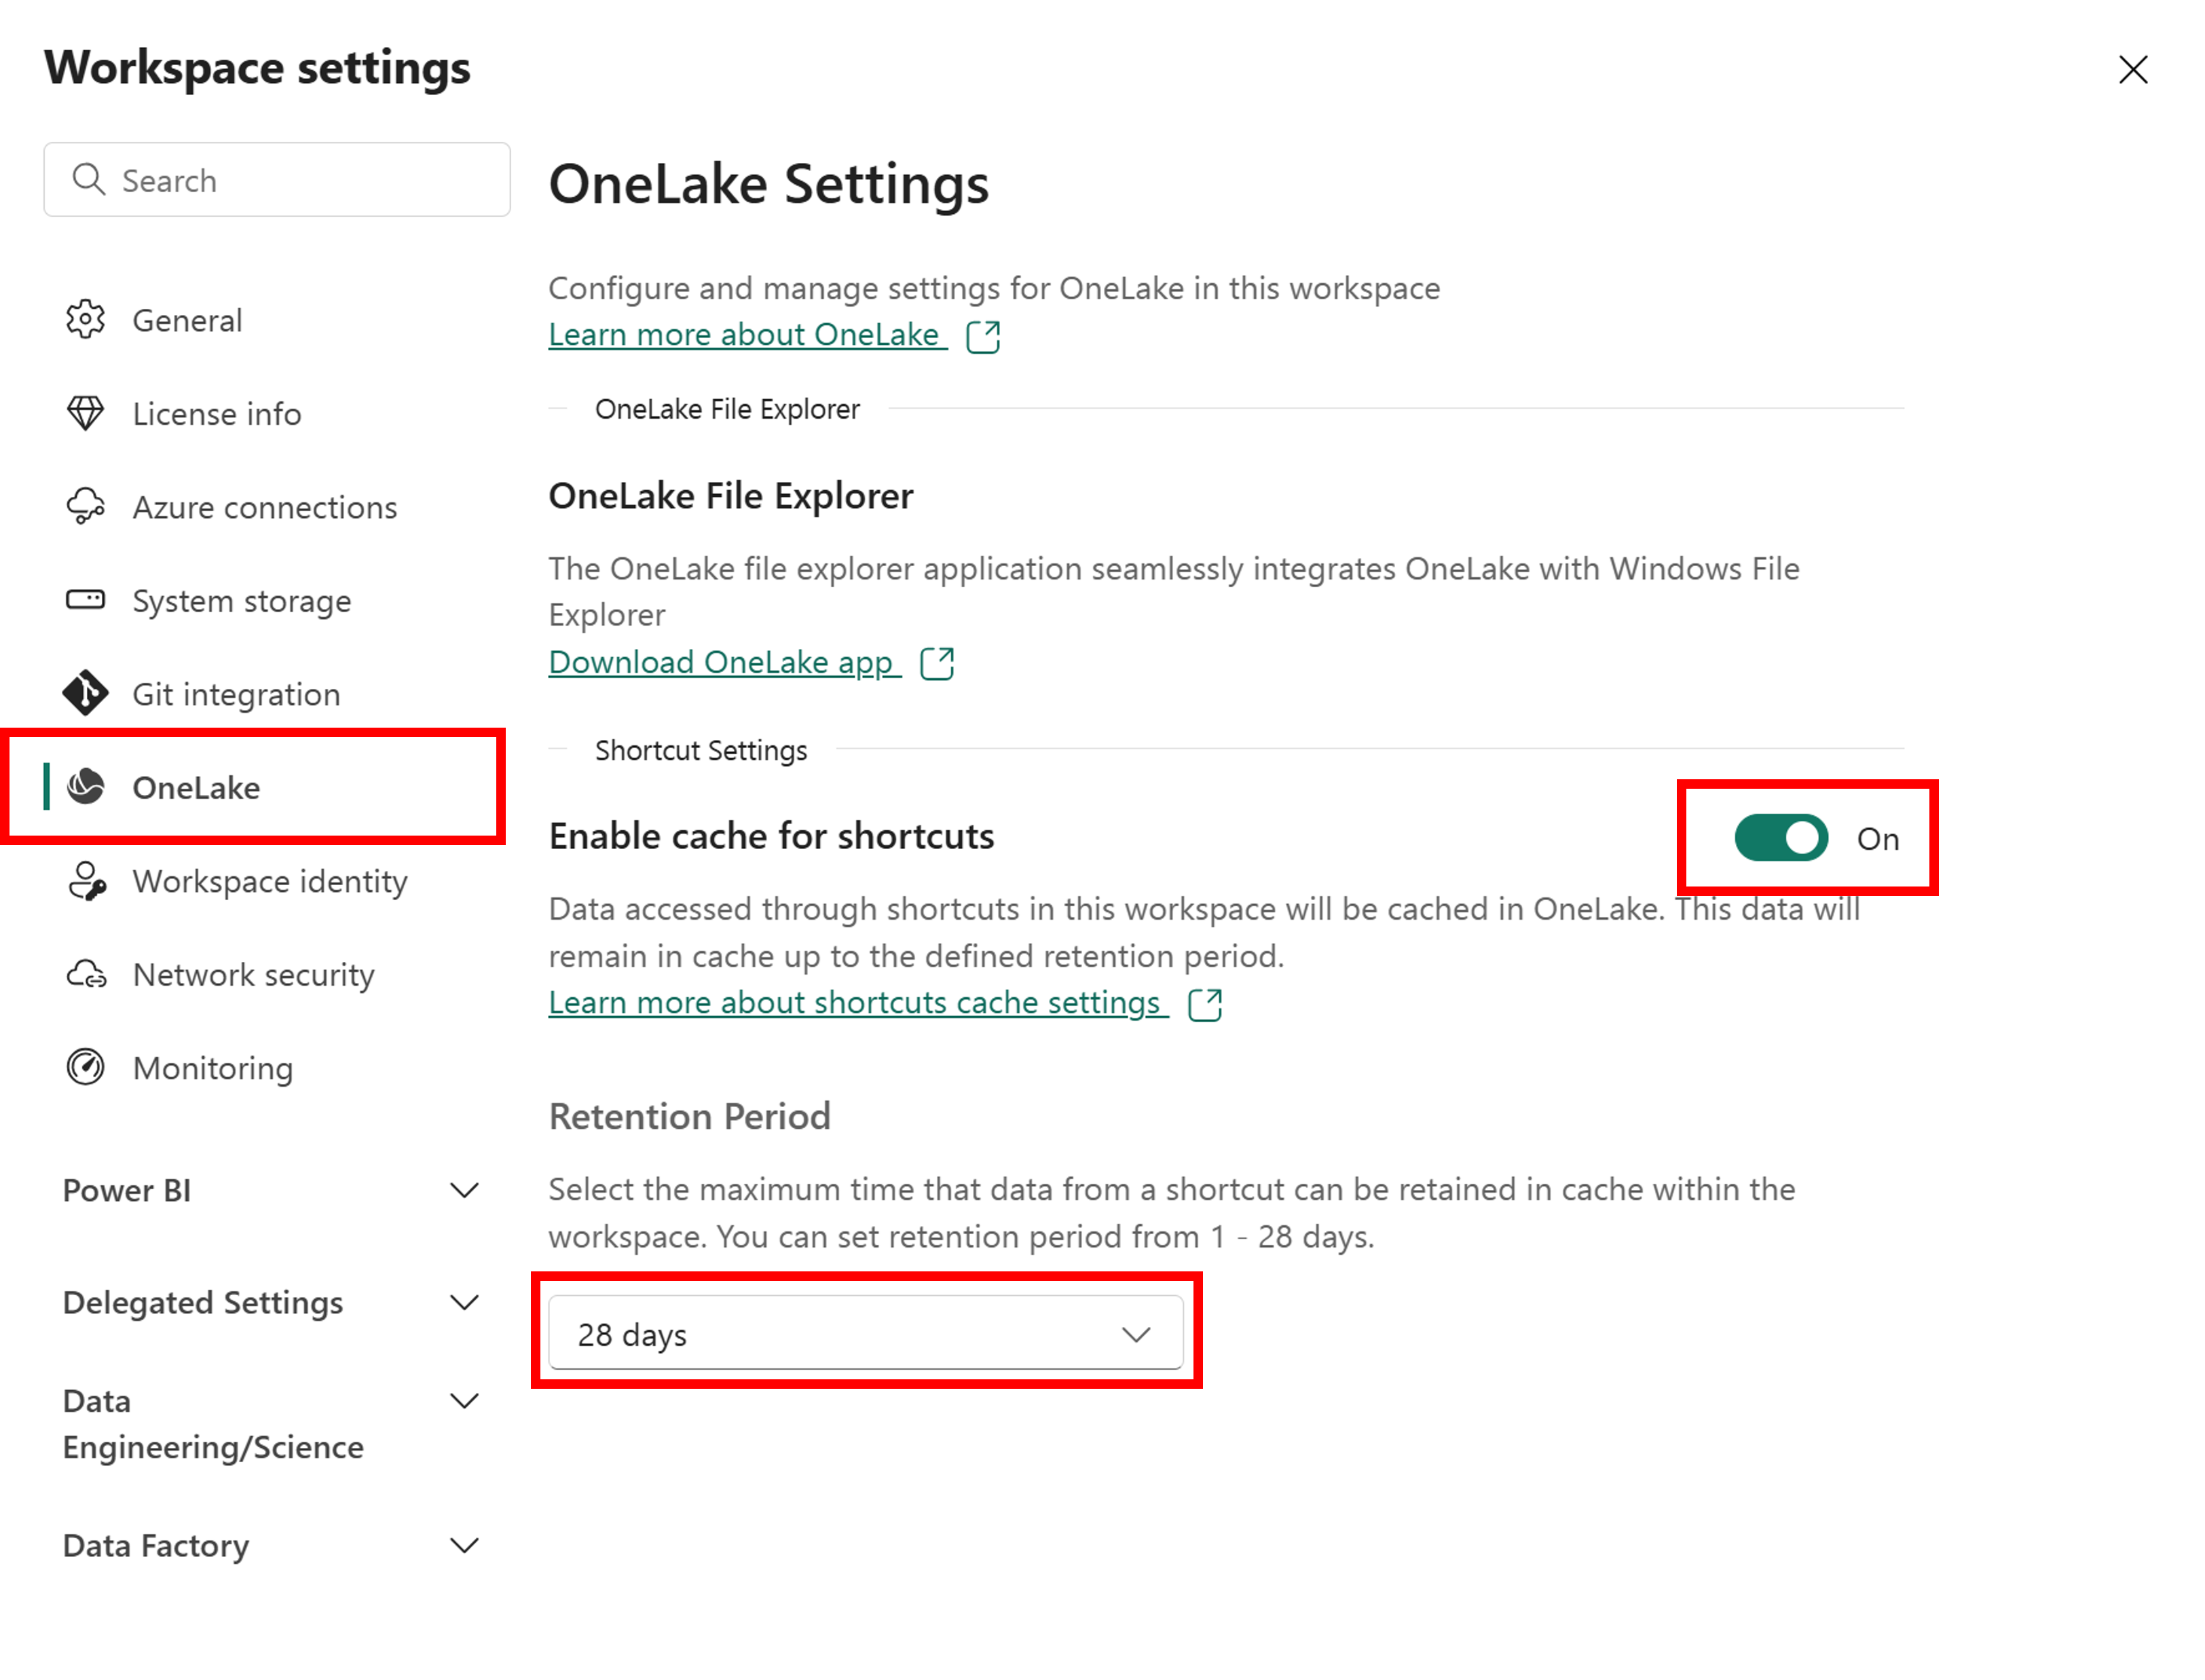 Workspace settings
Search
General
License info
Azure connections
System storage
Git integration
OneLake
Workspace identity
Network security
Monitoring
Power BI
Delegated Settings
Data
Engineering/Science
Data Factory
OneLake Settings
Configure and manage settings for OneLake in this workspace
Learn more about OneLake
OneLake File Explorer
OneLake File Explorer
The OneLake file explorer application seamlessly integrates OneLake with Windows File
Explorer
Download OneLake app
Shortcut Settings
Enable cache for shortcuts
On
Data accessed through shortcuts in this workspace will be cached in OneLake. This data will
remain in cache up to the defined retention period.
Learn more about shortcuts cache settings
Retention Period
Select the maximum time that data from a shortcut can be retained in cache within the
workspace. You can set retention period from 1 - 28 days.
28 days